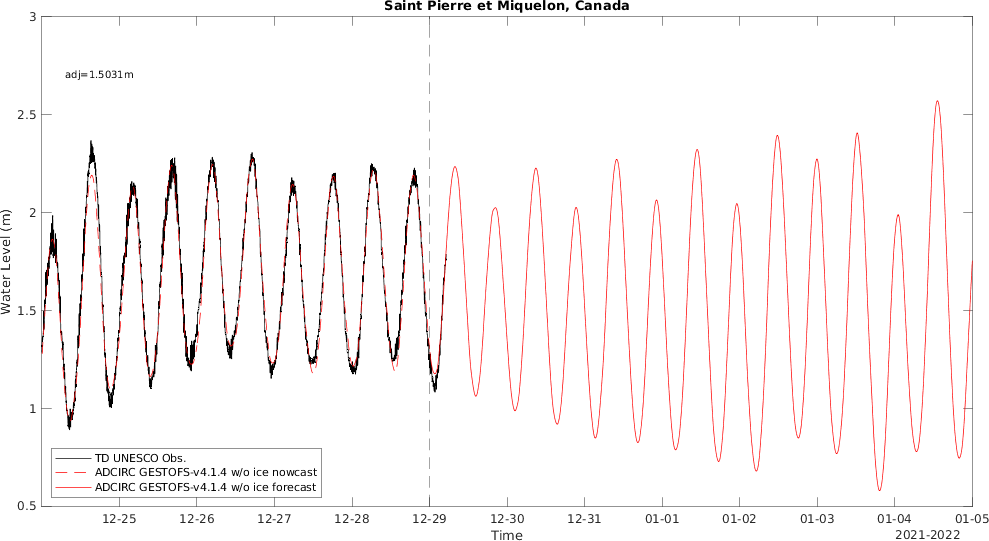 Saint Pierre et Miquelon, Canada
3
adj=1.5031m
2.5
2
Water Level (m)
1.5
1
TD UNESCO Obs.
ADCIRC GESTOFS-v4.1.4 w/o ice nowcast
ADCIRC GESTOFS-v4.1.4 w/o ice forecast
0.5
12-25 12-26 12-27 12-28 12-29 12-30 12-31 01-01 01-02 01-03 01-04 01-05
Time
2021-2022